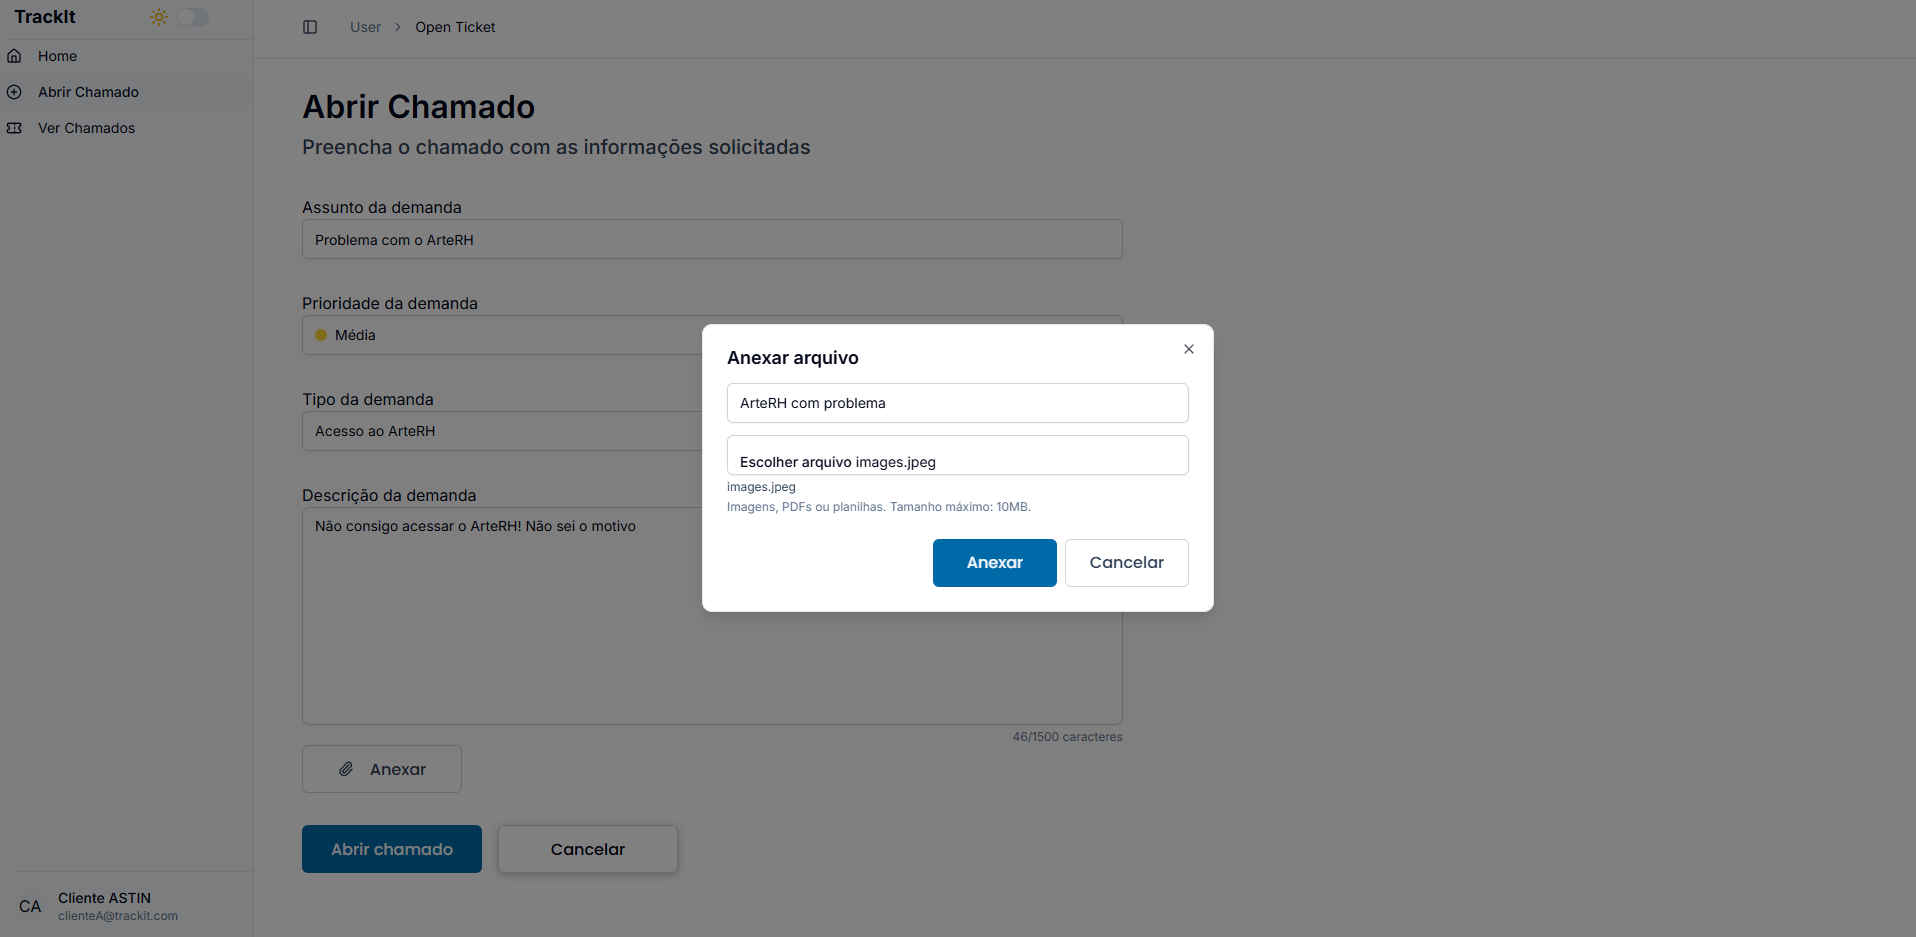 TrackIt
Home
Abrir Chamado
Ver Chamados
User > Open Ticket
Abrir Chamado
Preencha o chamado com as informações solicitadas
Assunto da demanda
Problema com o ArteRH
Prioridade da demanda
Média
Tipo da demanda
Acesso ao ArteRH
Descrição da demanda
Não consigo acessar o ArteRH! Não sei o motivo
46/1500 caracteres
Anexar
Abrir chamado
Cancelar
Anexar arquivo
ArteRH com problema
Escolher arquivo images.jpeg
images.jpeg
Imagens, PDFs ou planilhas. Tamanho máximo: 10MB.
Anexar
Cancelar
CA
Cliente ASTIN
clienteA@trackit.com